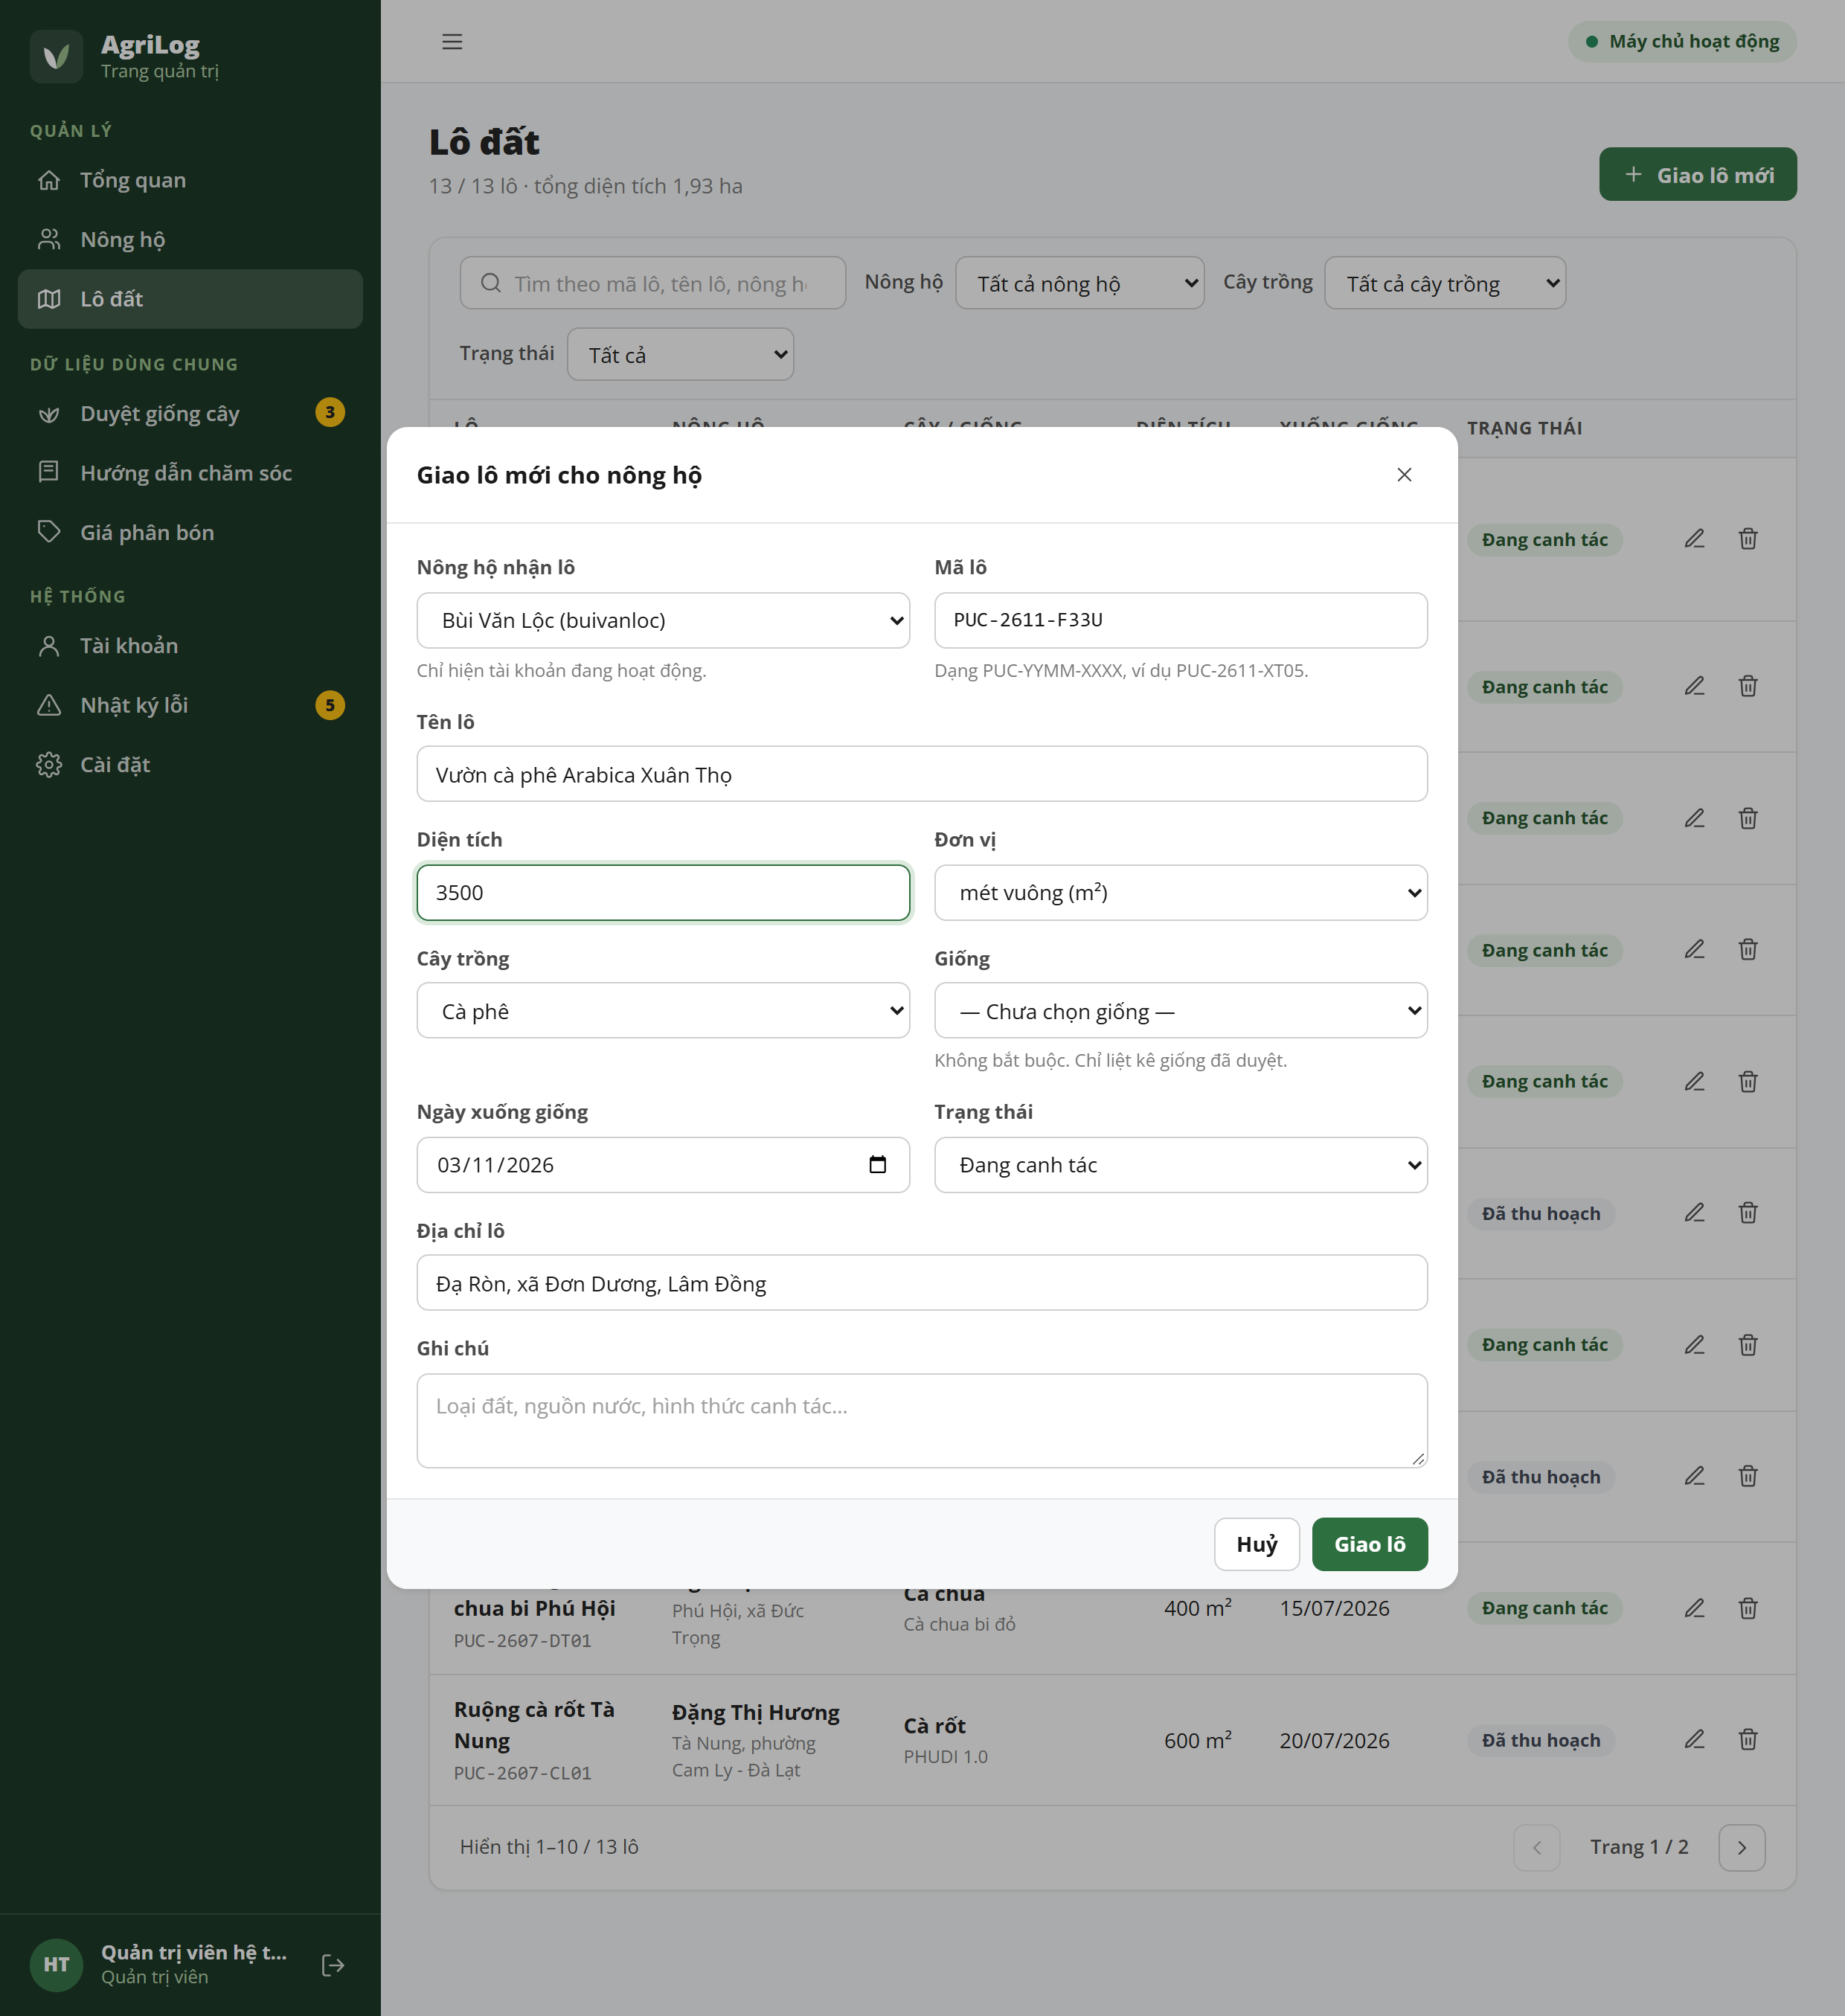 AgriLog
Trang quản trị
QUẢN LÝ
Tổng quan
Nông hộ
Lô đất
DỮ LIỆU DÙNG CHUNG
Duyệt giống cây
3
Hướng dẫn chăm sóc
Giá phân bón
HỆ THỐNG
Tài khoản
Nhật ký lỗi
5
Cài đặt
HT
Quản trị viên hệ t...
Quản trị viên
Máy chủ hoạt động
Lô đất
13 / 13 lô · tổng diện tích 1,93 ha
Giao lô mới
Tìm theo mã lô, tên lô, nông h
Nông hộ
Tất cả nông hộ
Cây trồng
Tất cả cây trồng
Trạng thái
Tất cả
LÔ
NÔNG HỘ
CÂY / GIỐNG
DIỆN TÍCH
XUỐNG GIỐNG
TRẠNG THÁI
Giao lô mới cho nông hộ
Nông hộ nhận lô
Mã lô
Bùi Văn Lộc (buivanloc)
PUC-2611-F33U
Chỉ hiện tài khoản đang hoạt động.
Dạng PUC-YYMM-XXXX, ví dụ PUC-2611-XT05.
Tên lô
Vườn cà phê Arabica Xuân Thọ
Diện tích
Đơn vị
3500
mét vuông (m²)
Cây trồng
Giống
Cà phê
— Chưa chọn giống —
Không bắt buộc. Chỉ liệt kê giống đã duyệt.
Ngày xuống giống
Trạng thái
03/11/2026
Đang canh tác
Địa chỉ lô
Đạ Ròn, xã Đơn Dương, Lâm Đồng
Ghi chú
Loại đất, nguồn nước, hình thức canh tác...
Huỷ
Giao lô
Đang canh tác
Đang canh tác
Đang canh tác
Đang canh tác
Đang canh tác
Đã thu hoạch
Đang canh tác
Đã thu hoạch
chua bi Phú Hội
PUC-2607-DT01
Phú Hội, xã Đức
Trọng
Cà chua
Cà chua bi đỏ
400 m²
15/07/2026
Đang canh tác
Ruộng cà rốt Tà
Nung
PUC-2607-CL01
Đặng Thị Hương
Tà Nung, phường
Cam Ly - Đà Lạt
Cà rốt
PHUDI 1.0
600 m²
20/07/2026
Đã thu hoạch
Hiển thị 1–10 / 13 lô
Trang 1 / 2